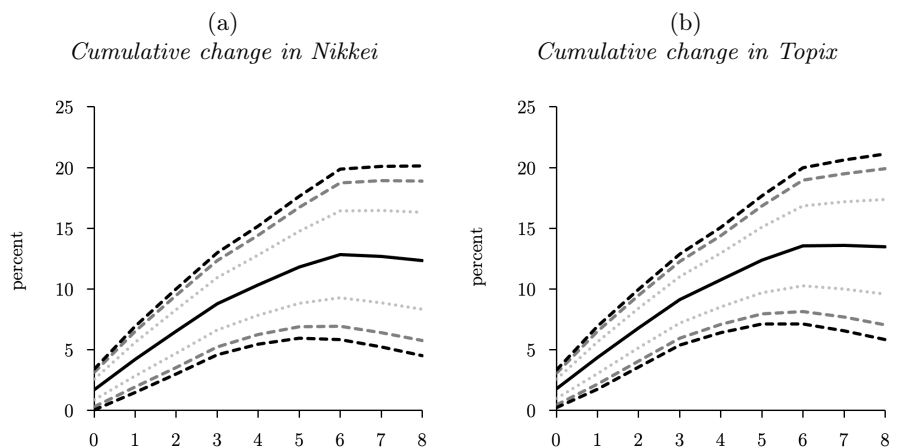 (a)
Cumulative change in Nikkei
percent
25
20
15
10
5
0
0 1 2 3 4 5 6 7 8
(b)
Cumulative change in Topix
percent
25
20
15
10
5
0
0 1 2 3 4 5 6 7 8